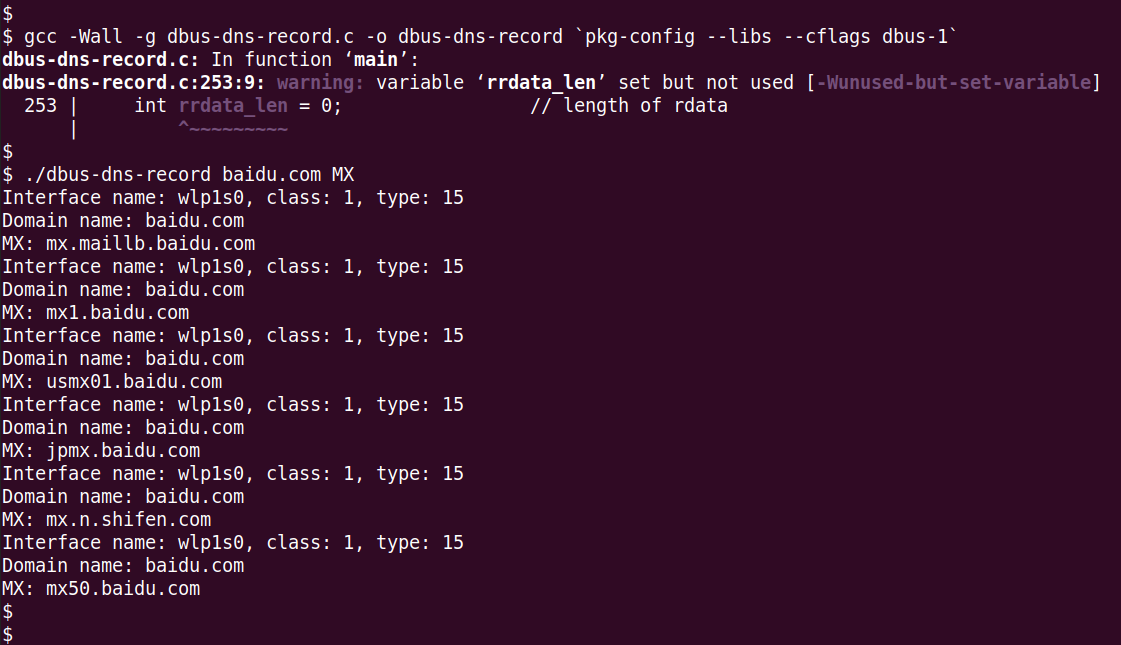 $
$ gcc -Wall -g dbus-dns-record.c -o dbus-dns-record `pkg-config --libs --cflags dbus-1`
dbus-dns-record.c: In function ‘main’:
dbus-dns-record.c:253:9: warning: variable ‘rrdata_len’ set but not used [-Wunused-but-set-variable]
  253 |     int rrdata_len = 0;                 // length of rdata
      |         ^~~~~~~~~~
$
$ ./dbus-dns-record baidu.com MX
Interface name: wlp1s0, class: 1, type: 15
Domain name: baidu.com
MX: mx.maillb.baidu.com
Interface name: wlp1s0, class: 1, type: 15
Domain name: baidu.com
MX: mx1.baidu.com
Interface name: wlp1s0, class: 1, type: 15
Domain name: baidu.com
MX: usmx01.baidu.com
Interface name: wlp1s0, class: 1, type: 15
Domain name: baidu.com
MX: jpmx.baidu.com
Interface name: wlp1s0, class: 1, type: 15
Domain name: baidu.com
MX: mx.n.shifen.com
Interface name: wlp1s0, class: 1, type: 15
Domain name: baidu.com
MX: mx50.baidu.com
$
$